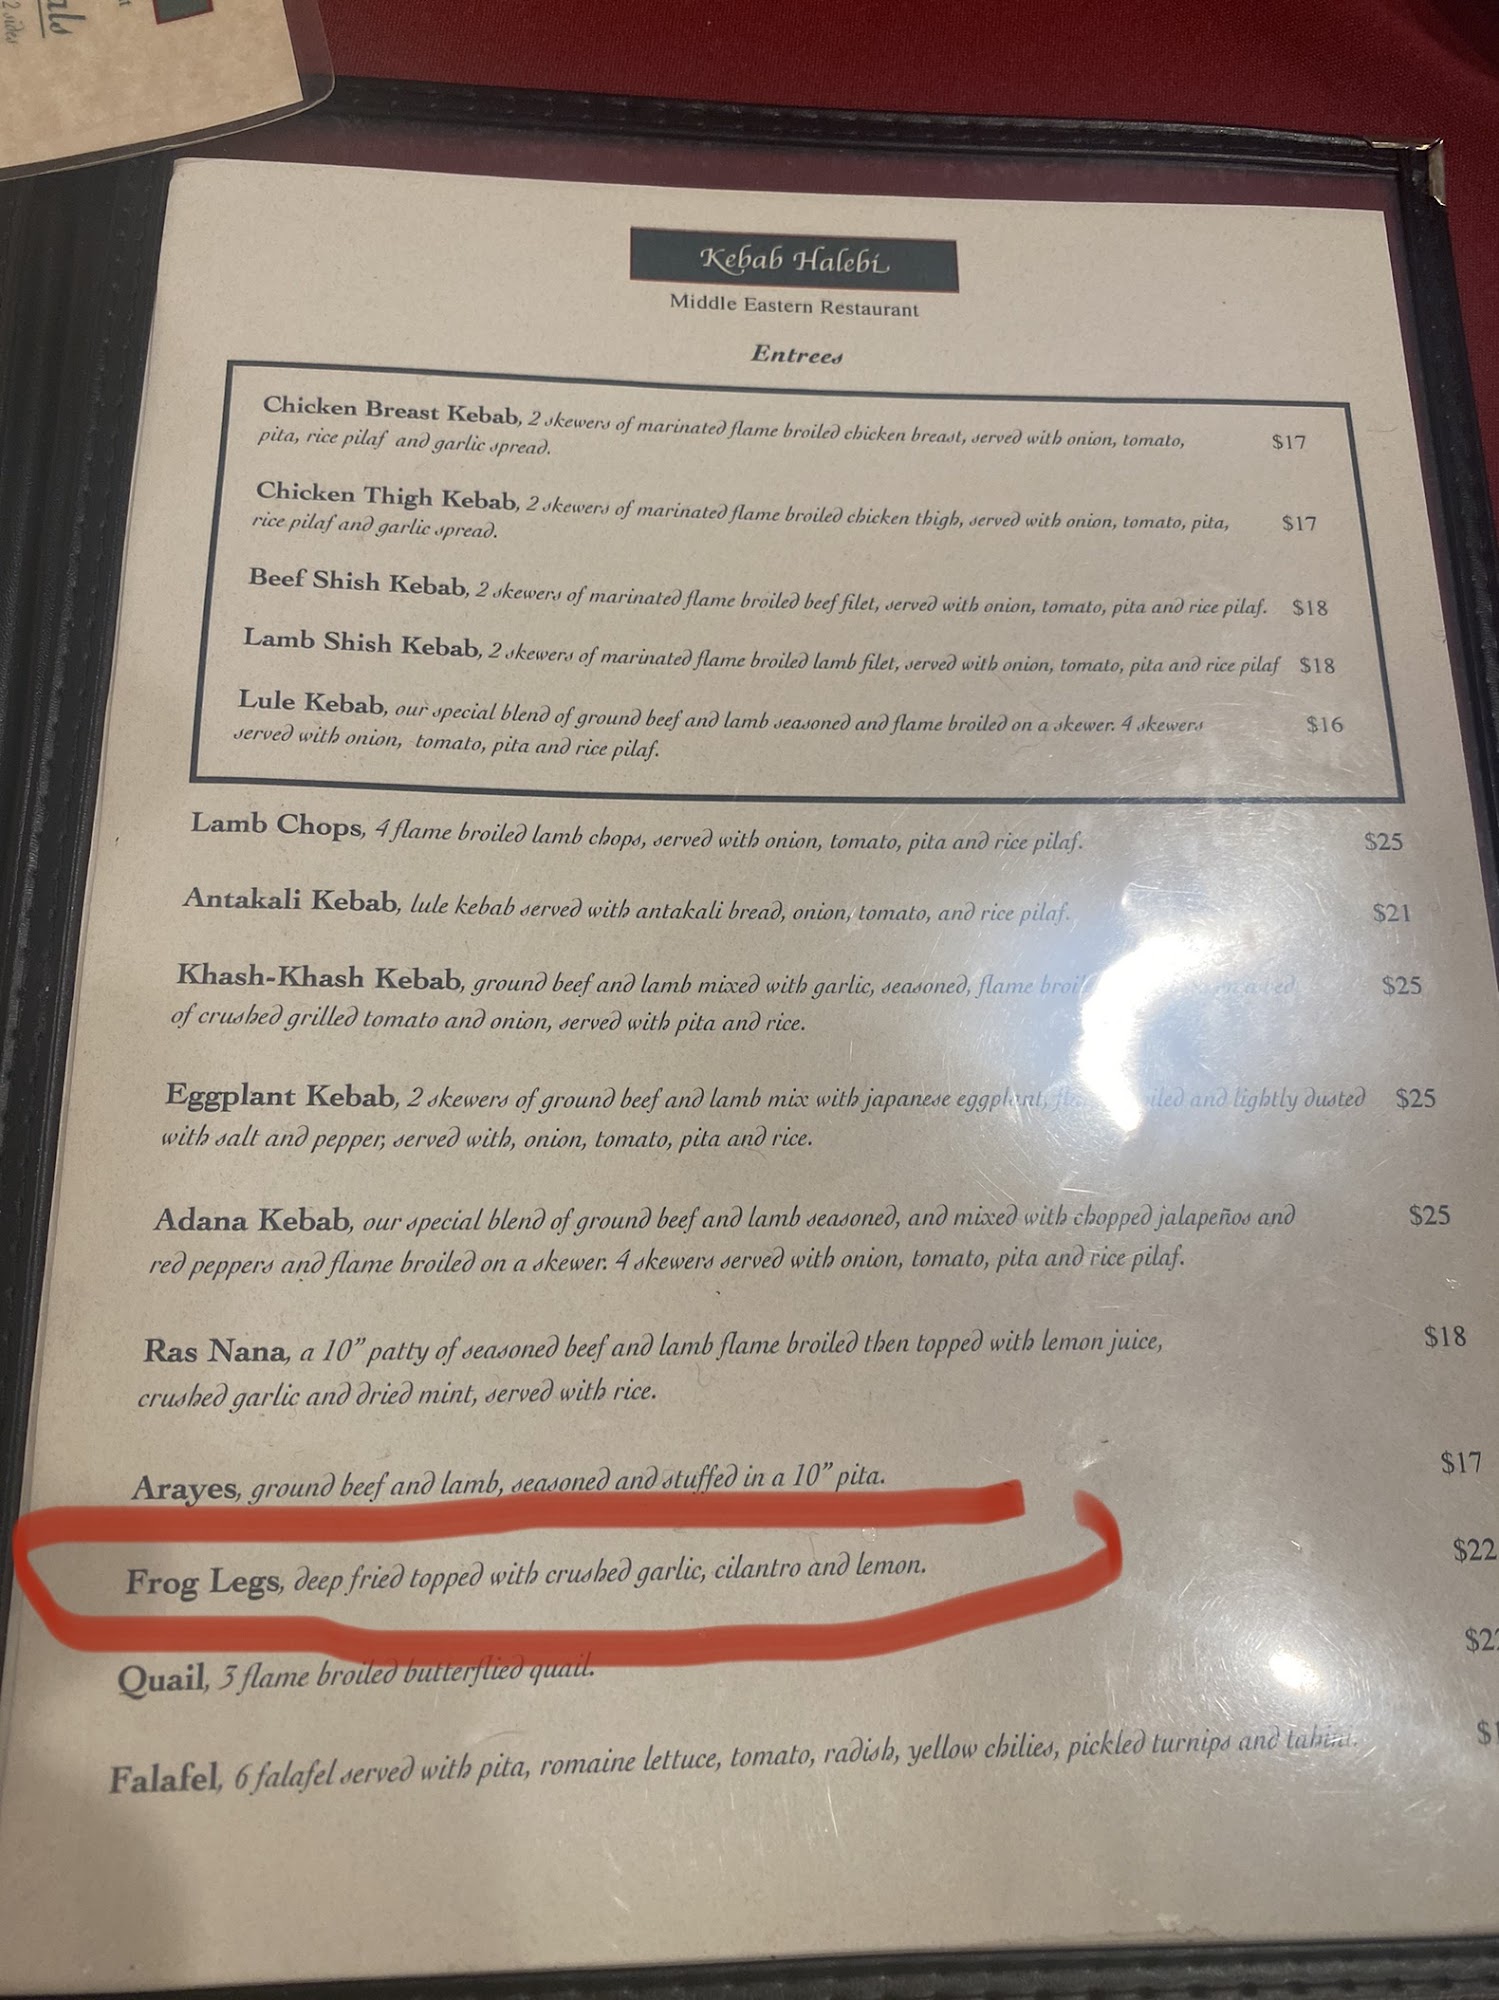 als
2 sides
Kebab Halebi
Middle Eastern Restaurant
Entrees
Chicken Breast Kebab, 2 skewers of marinated flame broiled chicken breast, served with onion, tomato, $17
pita, rice pilaf and garlic spread.
Chicken Thigh Kebab, 2 skewers of marinated flame broiled chicken thigh, served with onion, tomato, pita, $17
rice pilaf and garlic spread.
Beef Shish Kebab, 2 skewers of marinated flame broiled beef filet, served with onion, tomato, pita and rice pilaf. $18
Lamb Shish Kebab, 2 skewers of marinated flame broiled lamb filet, served with onion, tomato, pita and rice pilaf $18
Lule Kebab, our special blend of ground beef and lamb seasoned and flame broiled on a skewer. 4 skewers $16
served with onion, tomato, pita and rice pilaf.
Lamb Chops, 4 flame broiled lamb chops, served with onion, tomato, pita and rice pilaf. $25
Antakali Kebab, lule kebab served with antakali bread, onion, tomato, and rice pilaf. $21
Khash-Khash Kebab, ground beef and lamb mixed with garlic, seasoned, flame $25
of crushed grilled tomato and onion, served with pita and rice.
Eggplant Kebab, 2 skewers of ground beef and lamb mix with japanese eggplant, and lightly dusted $25
with salt and pepper, served with, onion, tomato, pita and rice.
Adana Kebab, our special blend of ground beef and lamb seasoned, and mixed with chopped jalapeños and $25
red peppers and flame broiled on a skewer. 4 skewers served with onion, tomato, pita and rice pilaf.
Ras Nana, a 10" patty of seasoned beef and lamb flame broiled then topped with lemon juice, $18
crushed garlic and dried mint, served with rice.
Arayes, ground beef and lamb, seasoned and stuffed in a 10" pita. $17
Frog Legs, deep fried topped with crushed garlic, cilantro and lemon. $22
Quail, 3 flame broiled butterflied quail.
Falafel, 6 falafel served with pita, romaine lettuce, tomato, radish, yellow chilies, pickled turnips and tahini.